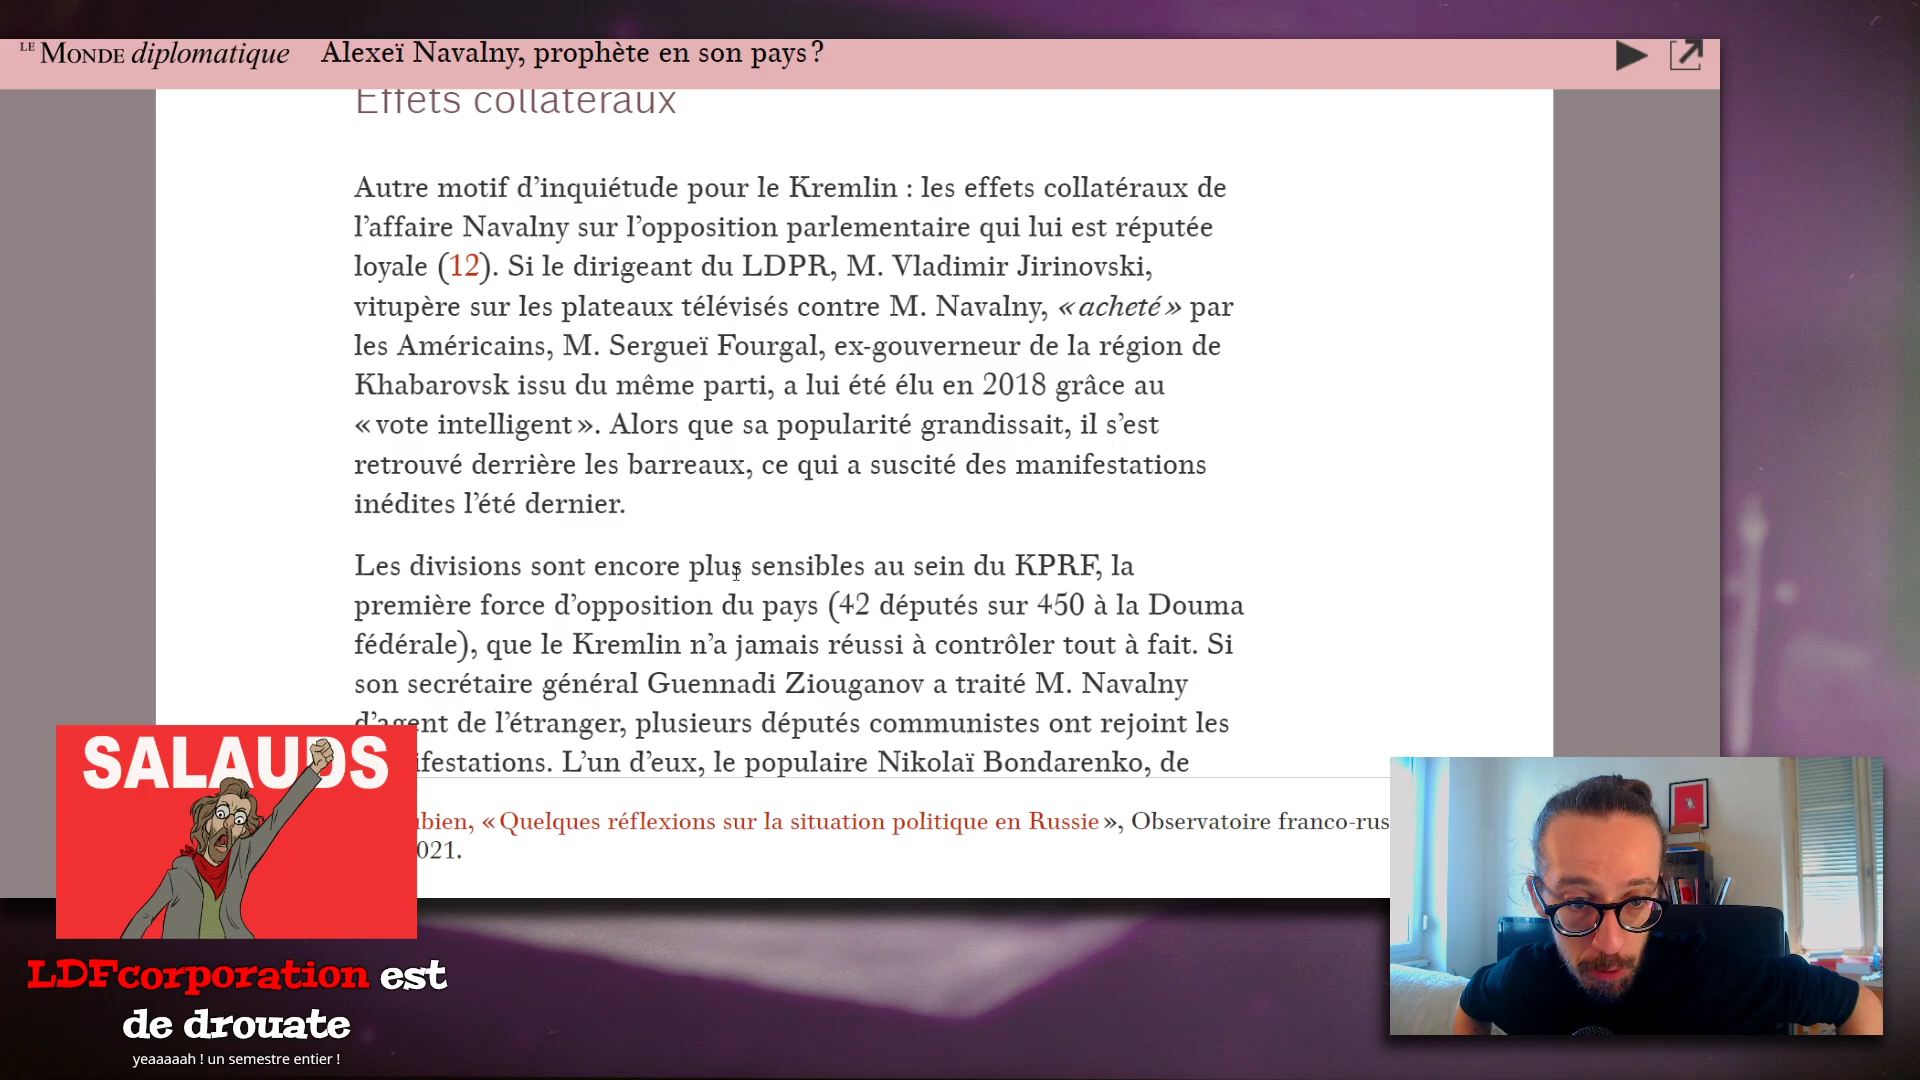 LE MONDE diplomatique Alexeï Navalny, prophète en son pays ?
Effets collatéraux
Autre motif d’inquiétude pour le Kremlin : les effets collatéraux de
l’affaire Navalny sur l’opposition parlementaire qui lui est réputée
loyale (12). Si le dirigeant du LDPR, M. Vladimir Jirinovski,
vitupère sur les plateaux télévisés contre M. Navalny, « acheté » par
les Américains, M. Sergueï Fourgal, ex-gouverneur de la région de
Khabarovsk issu du même parti, a lui été élu en 2018 grâce au
« vote intelligent ». Alors que sa popularité grandissait, il s’est
retrouvé derrière les barreaux, ce qui a suscité des manifestations
inédites l’été dernier.
Les divisions sont encore plus sensibles au sein du KPRF, la
première force d’opposition du pays (42 députés sur 450 à la Douma
fédérale), que le Kremlin n’a jamais réussi à contrôler tout à fait. Si
son secrétaire général Guennadi Ziouganov a traité M. Navalny
d’agent de l’étranger, plusieurs députés communistes ont rejoint les
ifestations. L’un d’eux, le populaire Nikolaï Bondarenko, de
bien, « Quelques réflexions sur la situation politique en Russie », Observatoire franco-rus
021.
SALAUDS
LDFcorporation est
de drouate
yeaaaaah ! un semestre entier !